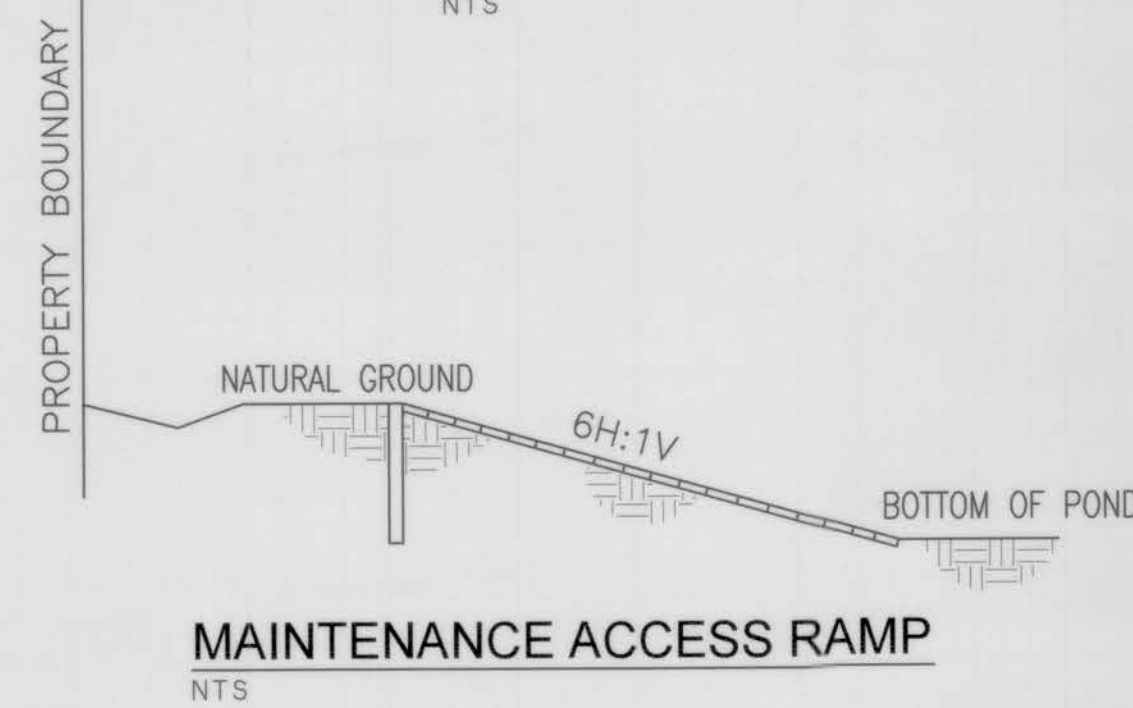 NTS
PROPERTY BOUNDARY
NATURAL GROUND
6H:1V
BOTTOM OF POND
MAINTENANCE ACCESS RAMP
NTS